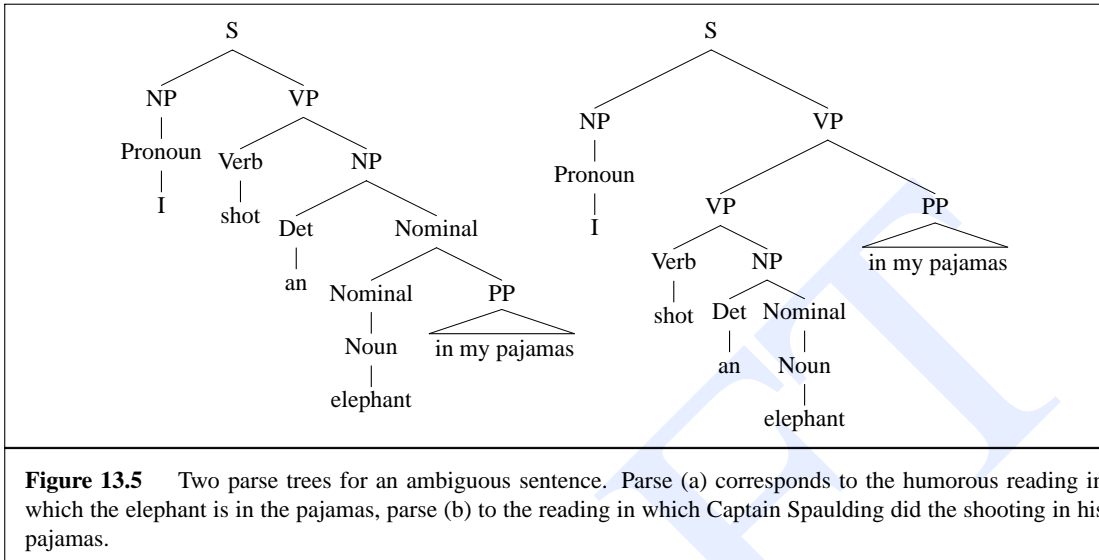 S S
NP VP NP VP
Pronoun Verb NP Pronoun VP PP
I shot Det Nominal I Verb NP in my pajamas
an Nominal PP shot Det Nominal
Noun in my pajamas an Noun
elephant elephant
Figure 13.5 Two parse trees for an ambiguous sentence. Parse (a) corresponds to the humorous reading in
which the elephant is in the pajamas, parse (b) to the reading in which Captain Spaulding did the shooting in his
pajamas.